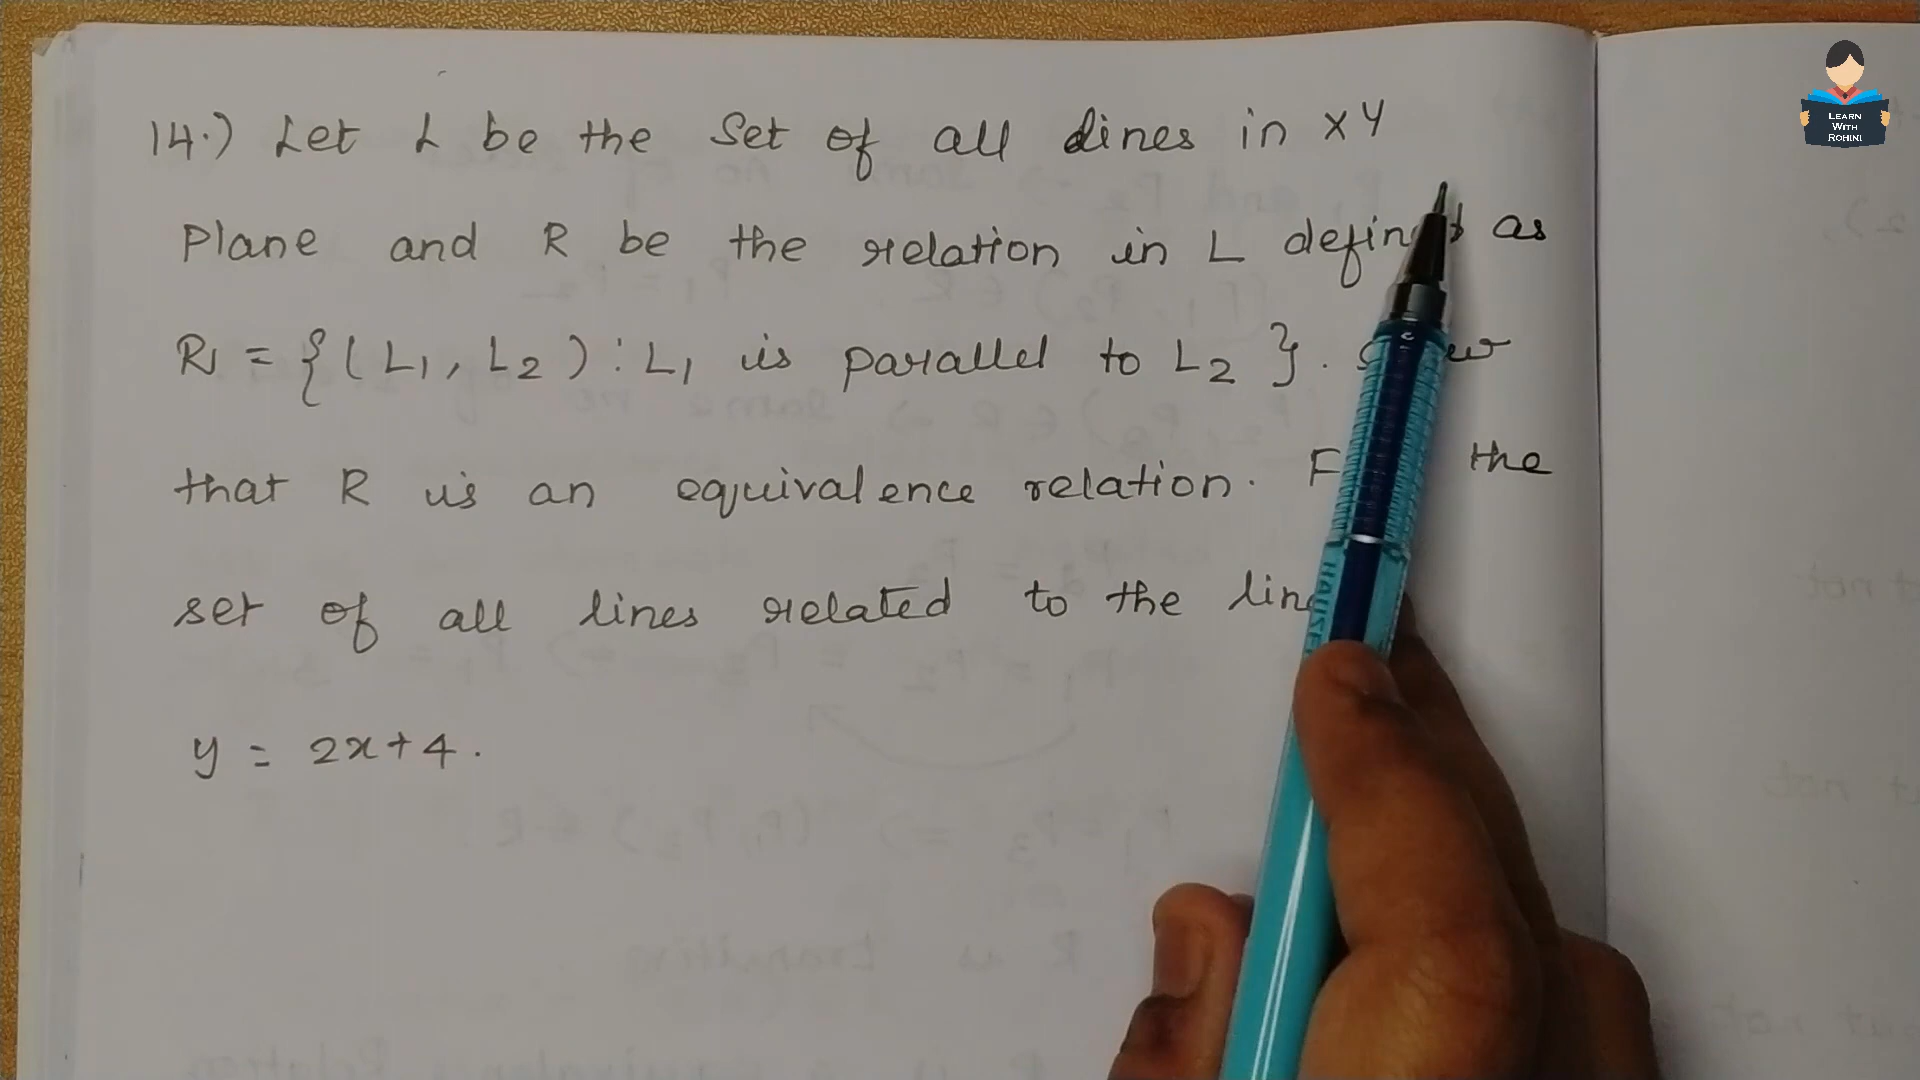 14.) Let L be the Set of all lines in XY
Plane and R be the relation in L defined as
R = {(L1, L2) : L1 is parallel to L2}.
that R is an equivalence relation. the
set of all lines related to the
y = 2x+4.
LEARN
WITH
ROHINI